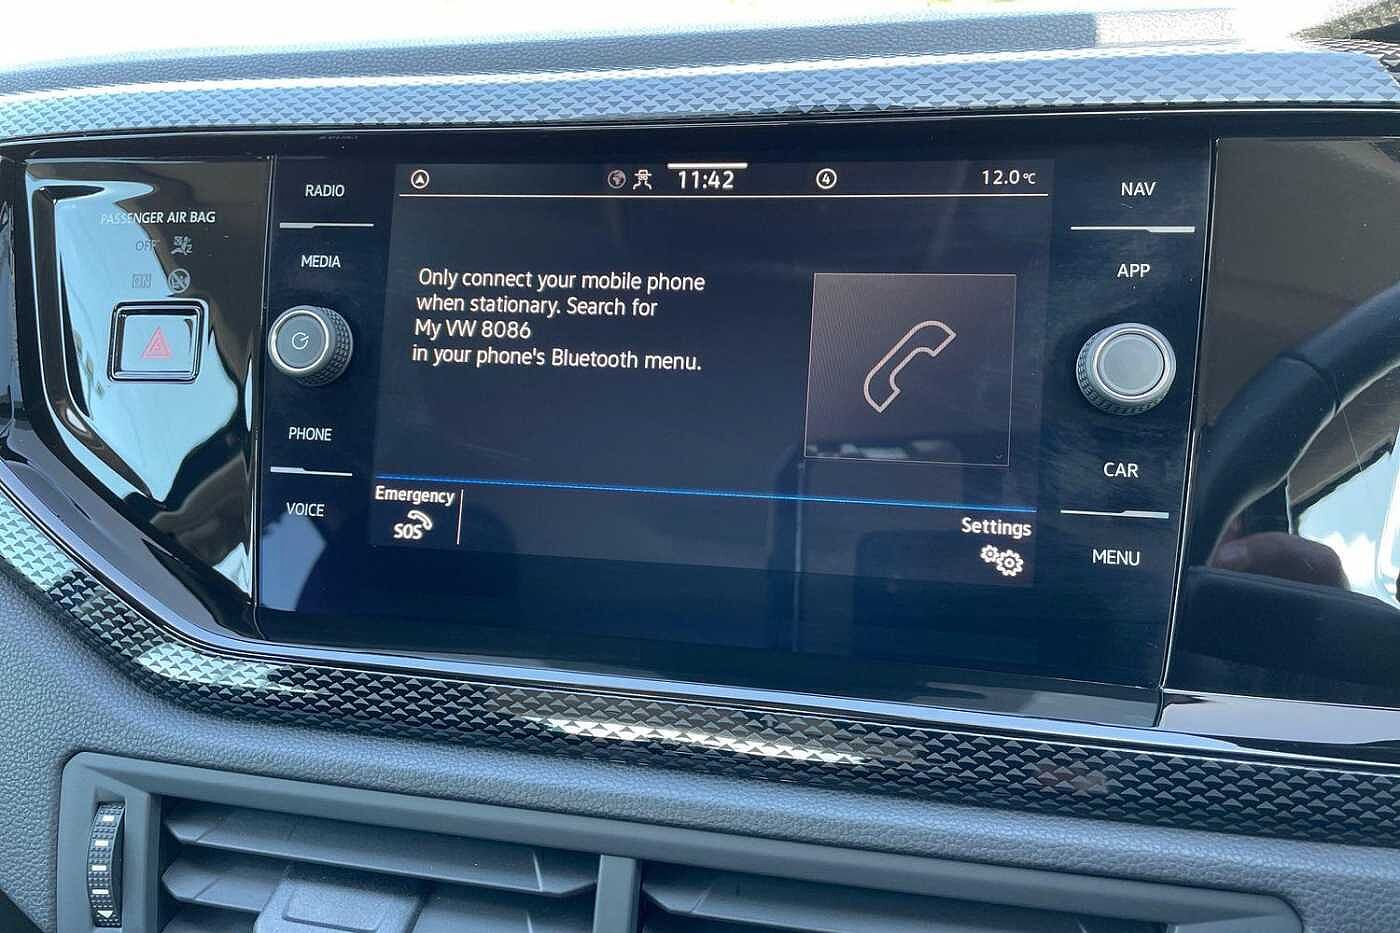 PASSENGER AIR BAG
OFF
ON
RADIO
MEDIA
PHONE
VOICE
11:42
4
12.0°C
Only connect your mobile phone
when stationary. Search for
My VW 8086
in your phone's Bluetooth menu.
Emergency
SOS
Settings
NAV
APP
CAR
MENU